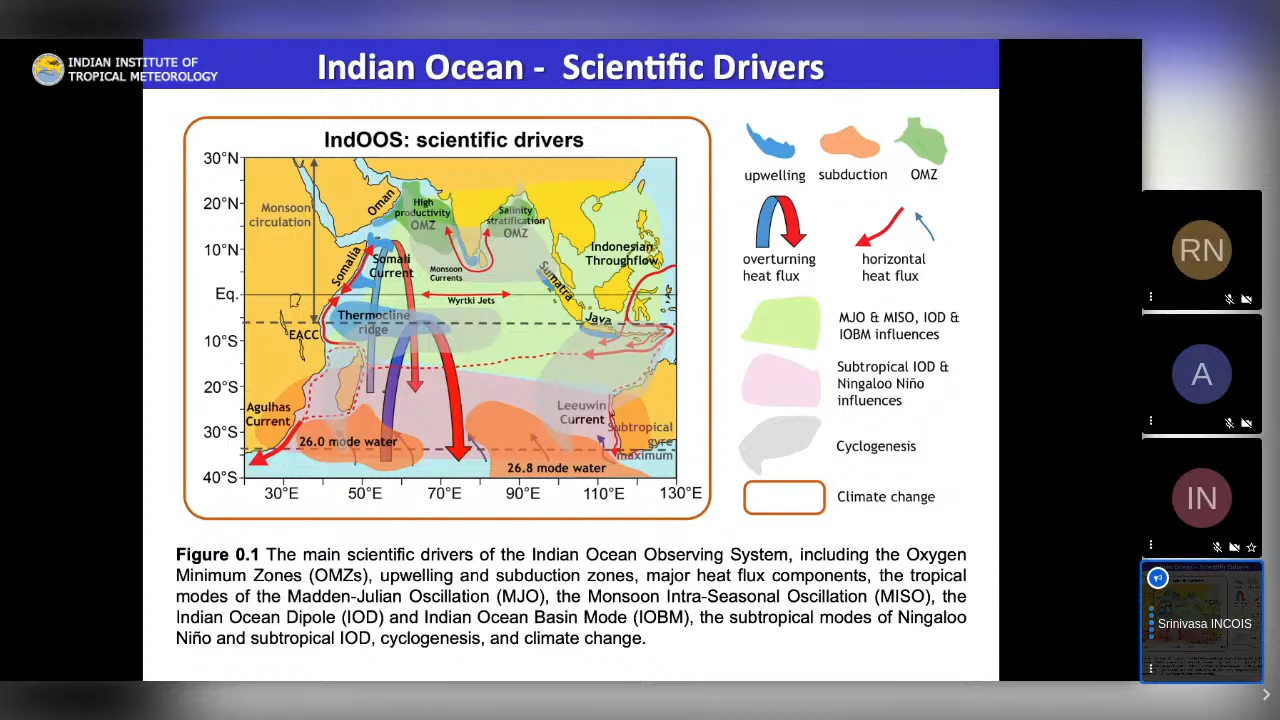 INDIAN INSTITUTE OF
TROPICAL METEOROLOGY
Indian Ocean - Scientific Drivers
IndOOS: scientific drivers
30°N
20°N
10°N
Eq.
10°S
20°S
30°S
40°S
30°E
50°E
70°E
90°E
110°E
130°E
Monsoon
circulation
Oman
High
productivity
OMZ
Salinity
stratification
OMZ
Somalia
Somali
Current
Monsoon
Currents
Indonesian
Throughflow
Sumatra
Wyrtki Jets
Thermocline
ridge
Java
EACC
Agulhas
Current
Leeuwin
Current
Subtropical
gyre
maximum
26.0 mode water
26.8 mode water
upwelling
subduction
OMZ
overturning
heat flux
horizontal
heat flux
MJO & MISO, IOD &
IOBM influences
Subtropical IOD &
Ningaloo Niño
influences
Cyclogenesis
Climate change
Figure 0.1 The main scientific drivers of the Indian Ocean Observing System, including the Oxygen
Minimum Zones (OMZs), upwelling and subduction zones, major heat flux components, the tropical
modes of the Madden-Julian Oscillation (MJO), the Monsoon Intra-Seasonal Oscillation (MISO), the
Indian Ocean Dipole (IOD) and Indian Ocean Basin Mode (IOBM), the subtropical modes of Ningaloo
Niño and subtropical IOD, cyclogenesis, and climate change.
RN
A
IN
Srinivasa INCOIS